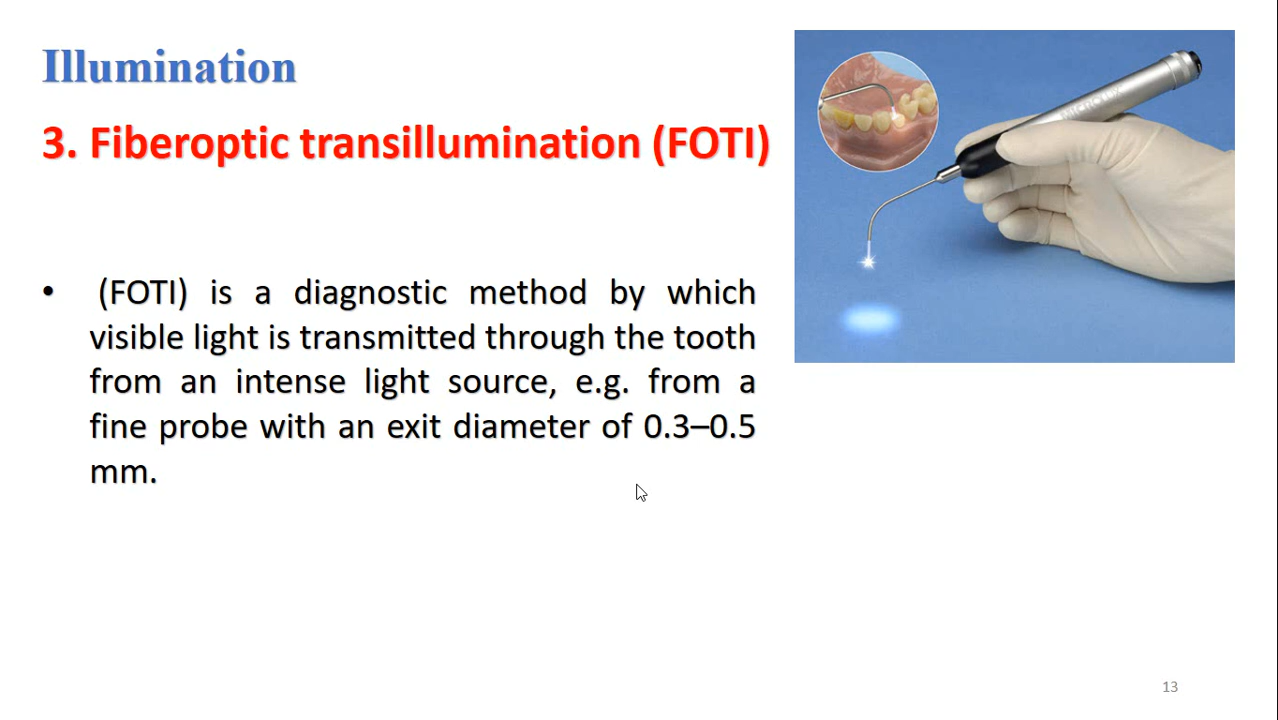 Illumination
3. Fiberoptic transillumination (FOTI)
• (FOTI) is a diagnostic method by which
visible light is transmitted through the tooth
from an intense light source, e.g. from a
fine probe with an exit diameter of 0.3–0.5
mm.
13